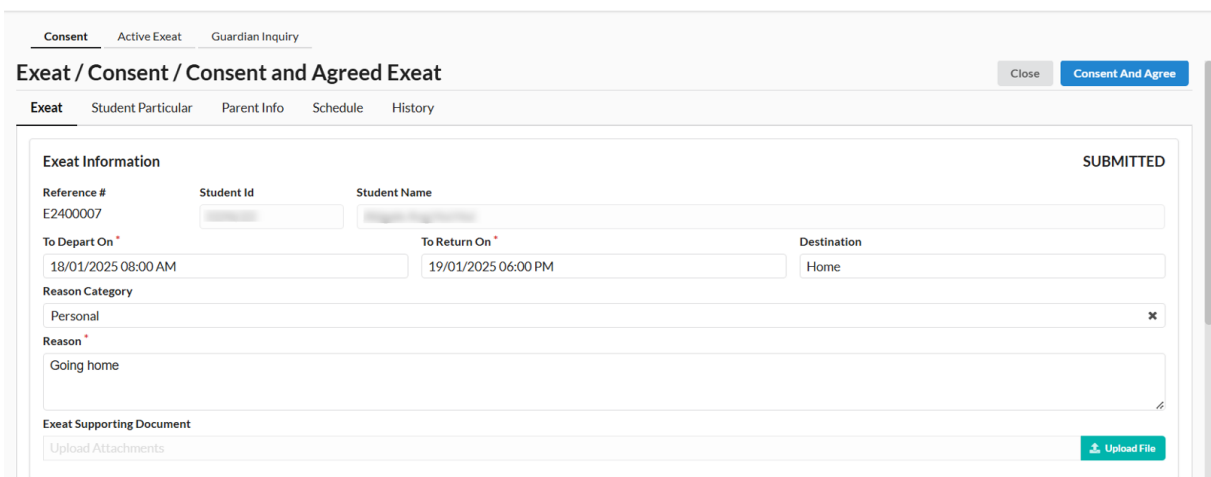 Consent Active Exeat Guardian Inquiry
Exeat / Consent / Consent and Agreed Exeat
Close Consent And Agree
Exeat Student Particular Parent Info Schedule History
Exeat Information SUBMITTED
Reference # Student Id Student Name
E2400007
To Depart On * To Return On * Destination
18/01/2025 08:00 AM 19/01/2025 06:00 PM Home
Reason Category
Personal
Reason *
Going home
Exeat Supporting Document
Upload Attachments Upload File